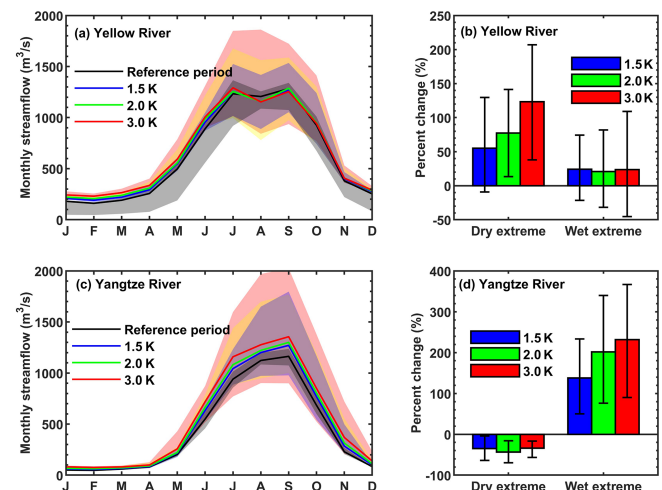 2000
(a) Yellow River
Reference period
1.5 K
2.0 K
3.0 K
1500
1000
500
0
Monthly streamflow (m³/s)
J F M A M J J A S O N D
250
(b) Yellow River
1.5 K
2.0 K
3.0 K
200
150
100
50
0
-50
Percent change (%)
Dry extreme Wet extreme
2000
(c) Yangtze River
Reference period
1.5 K
2.0 K
3.0 K
1500
1000
500
0
Monthly streamflow (m³/s)
J F M A M J J A S O N D
400
(d) Yangtze River
1.5 K
2.0 K
3.0 K
300
200
100
0
-100
Percent change (%)
Dry extreme Wet extreme